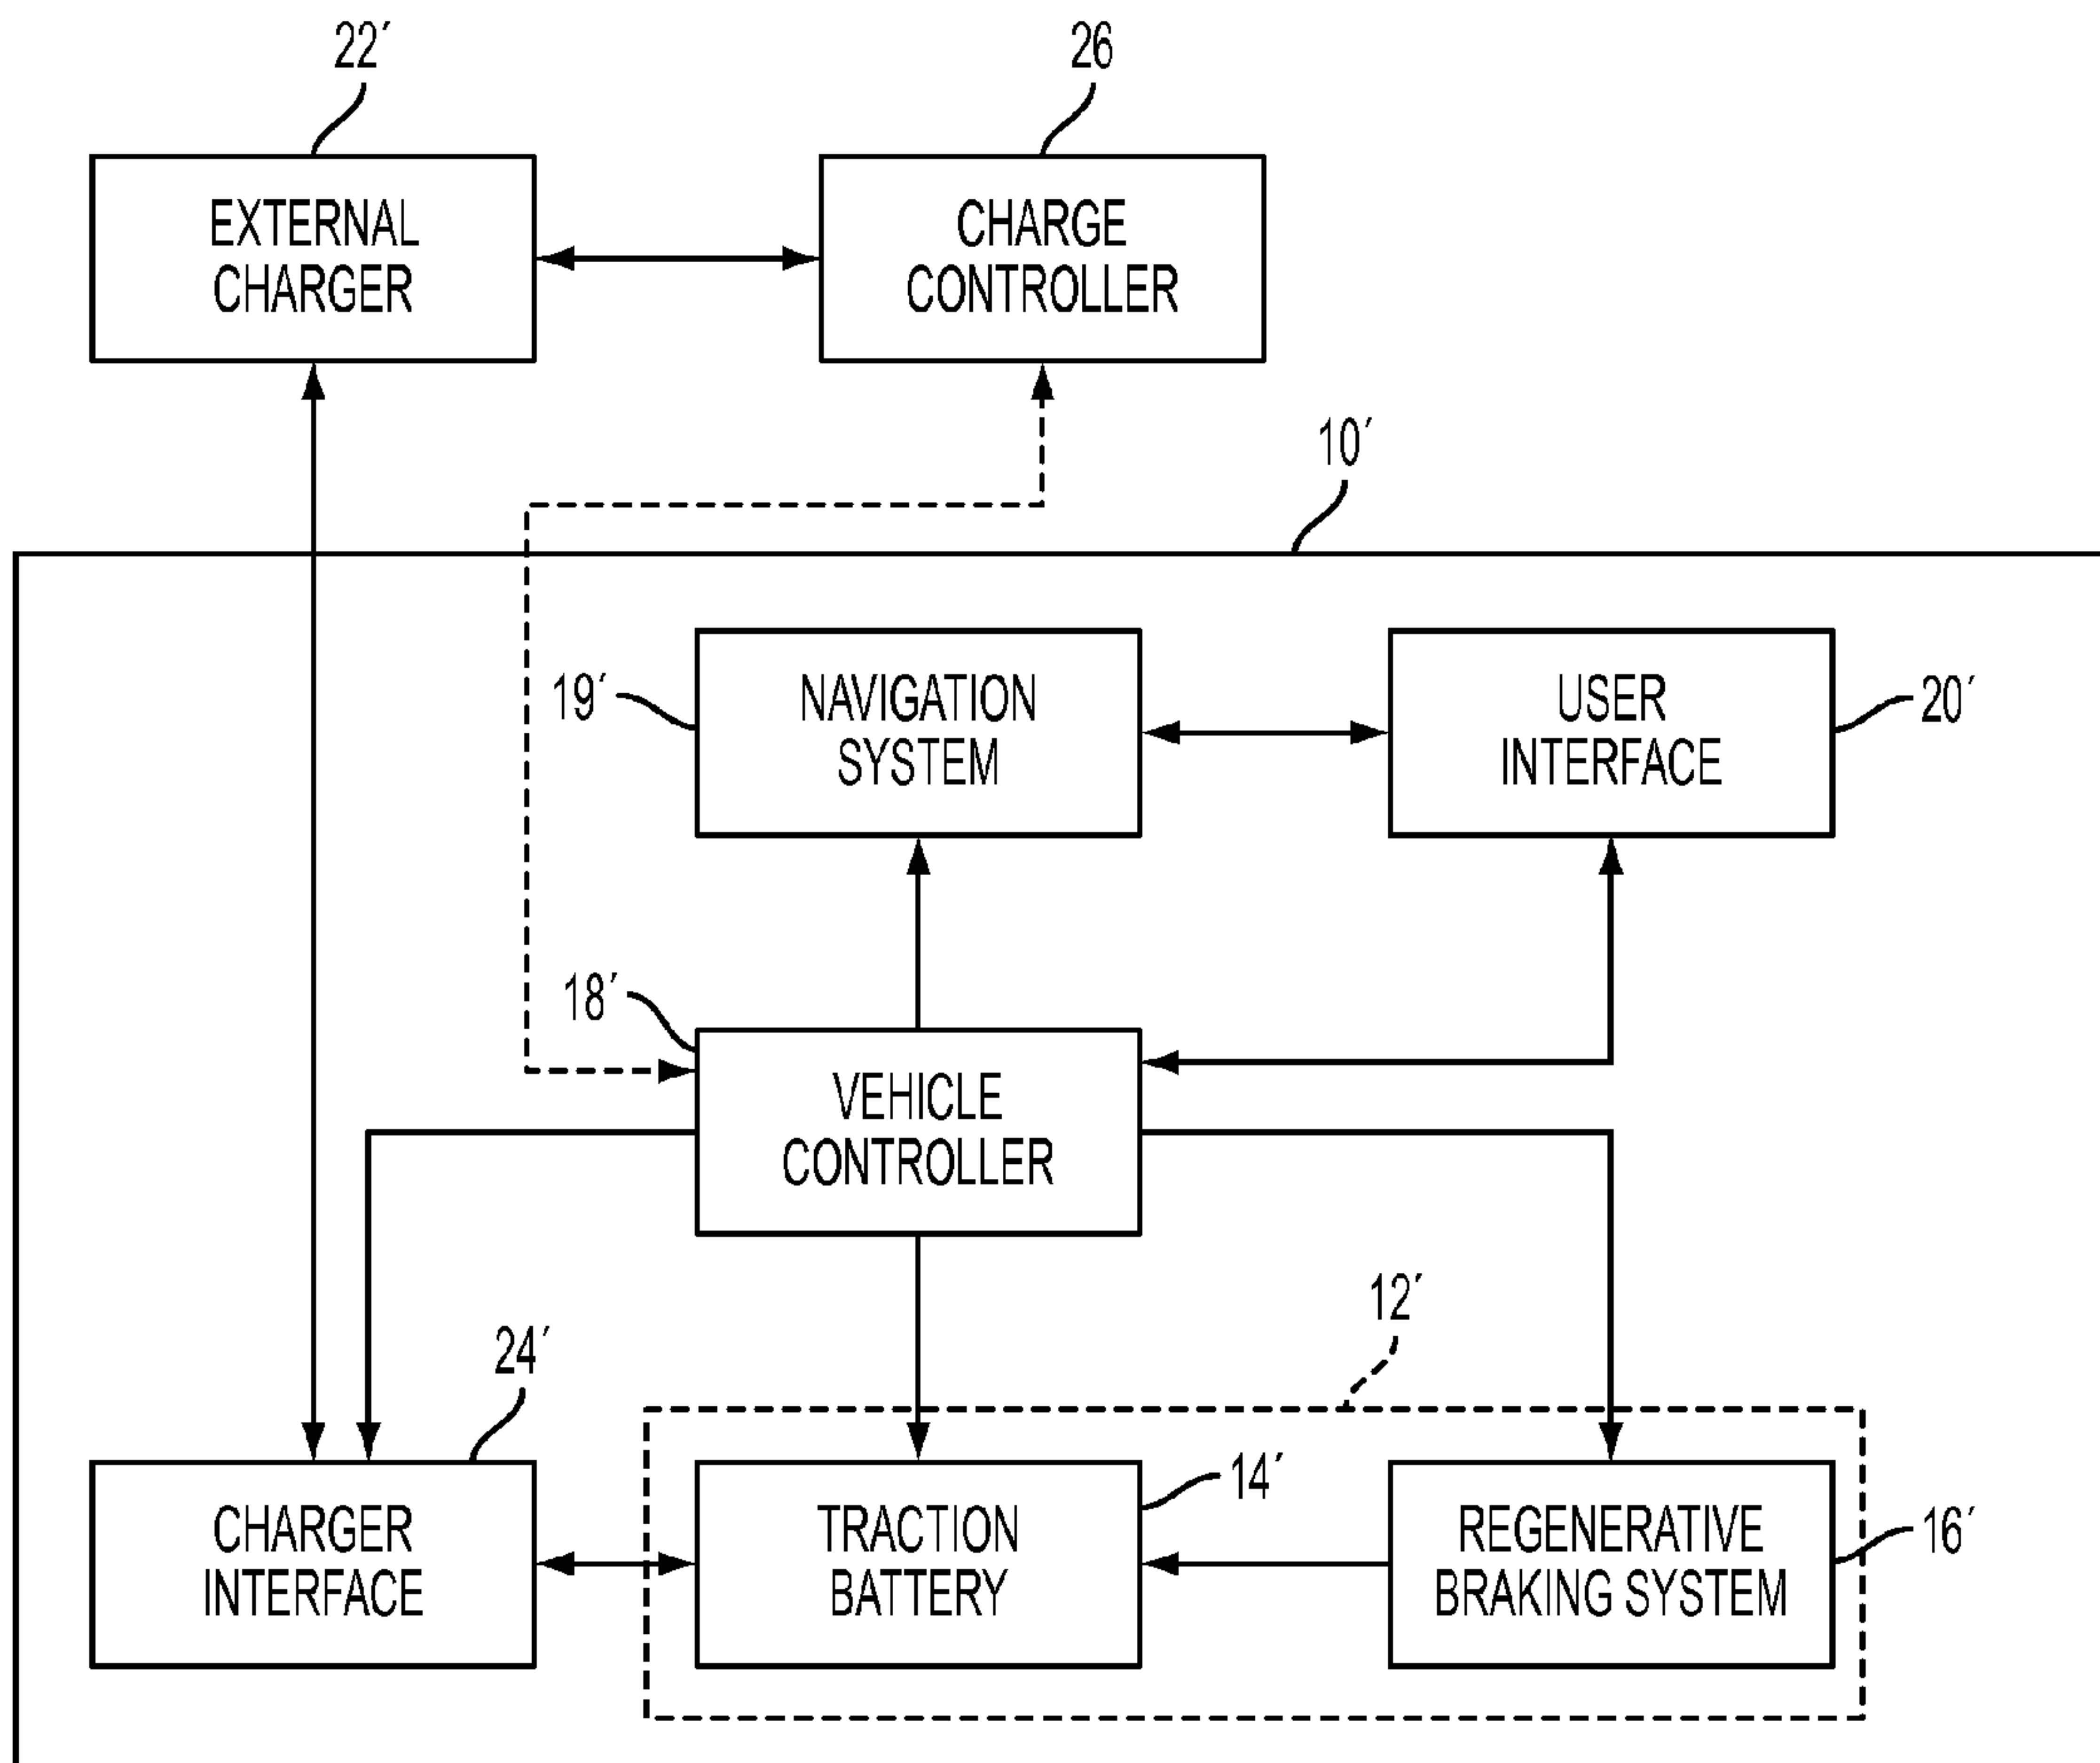 22′
26
EXTERNAL
CHARGER
CHARGE
CONTROLLER
10′
19′
NAVIGATION
SYSTEM
USER
INTERFACE
20′
18′
VEHICLE
CONTROLLER
12′
24′
14′
CHARGER
INTERFACE
TRACTION
BATTERY
REGENERATIVE
BRAKING SYSTEM
16′